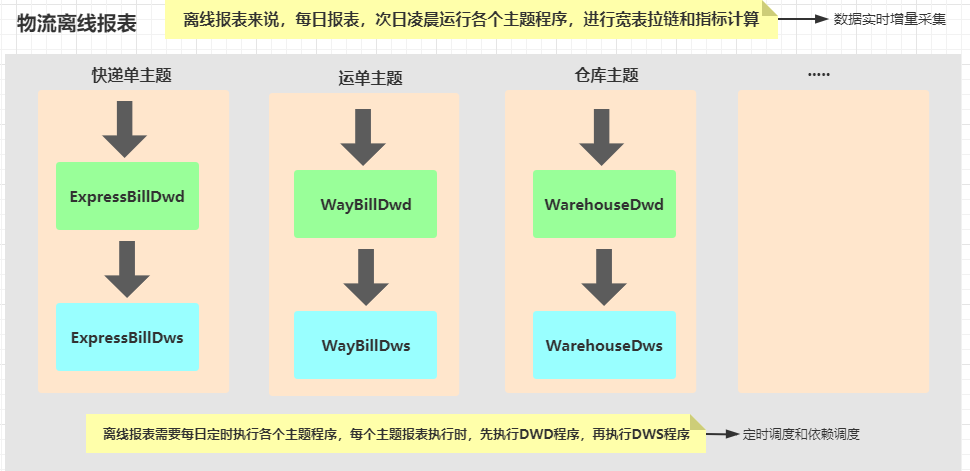 物流离线报表
离线报表来说，每日报表，次日凌晨运行各个主题程序，进行宽表拉链和指标计算
数据实时增量采集
快递单主题
运单主题
仓库主题
.....
ExpressBillDwd
WayBillDwd
WarehouseDwd
ExpressBillDws
WayBillDws
WarehouseDws
离线报表需要每日定时执行各个主题程序，每个主题报表执行时，先执行DWD程序，再执行DWS程序
定时调度和依赖调度